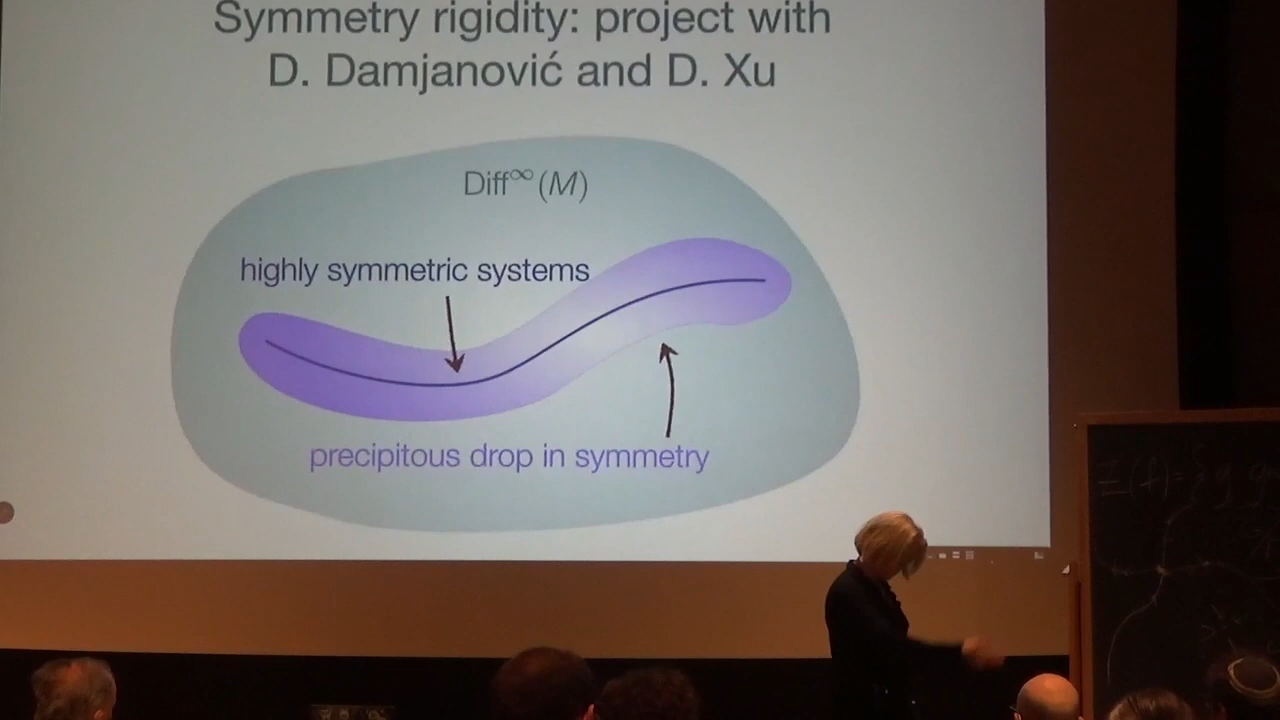 Symmetry rigidity: project with
D. Damjanović and D. Xu
Diff∞(M)
highly symmetric systems
precipitous drop in symmetry